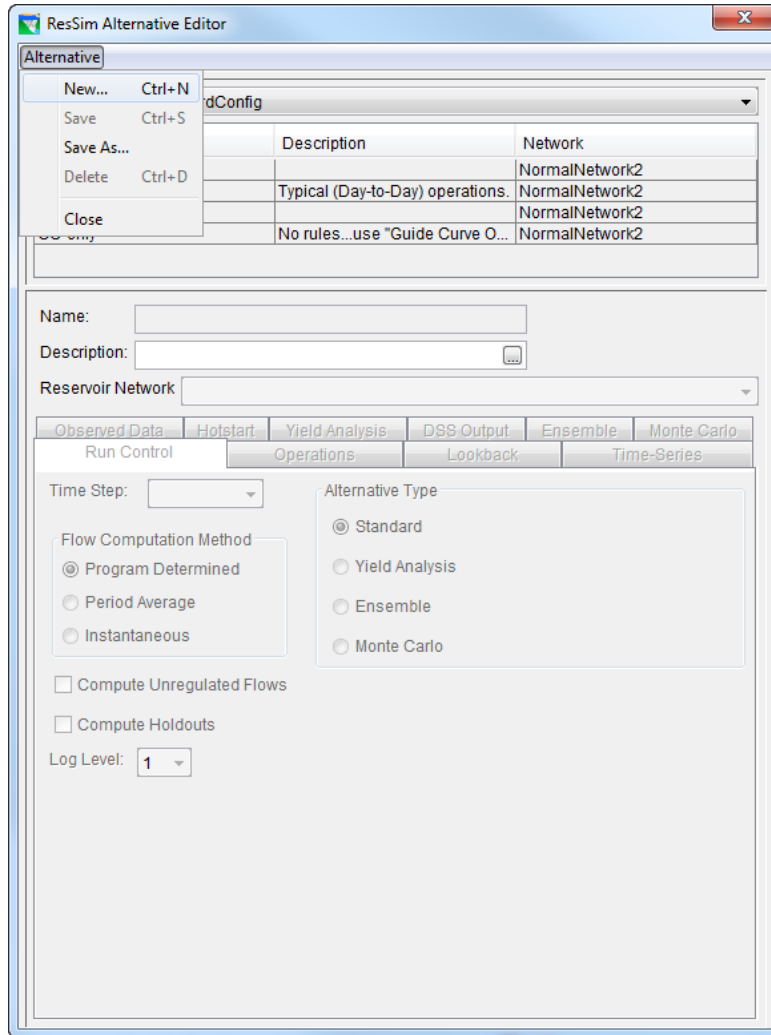 ResSim Alternative Editor
Alternative
New... Ctrl+N
Save Ctrl+S
Save As...
Delete Ctrl+D
Close
rdConfig
Description Network
NormalNetwork2
Typical (Day-to-Day) operations. NormalNetwork2
NormalNetwork2
No rules...use "Guide Curve O... NormalNetwork2
Name:
Description: ...
Reservoir Network
Observed Data Hotstart Yield Analysis DSS Output Ensemble Monte Carlo
Run Control Operations Lookback Time-Series
Time Step:
Alternative Type
Standard
Flow Computation Method
Program Determined
Yield Analysis
Period Average
Ensemble
Instantaneous
Monte Carlo
Compute Unregulated Flows
Compute Holdouts
Log Level: 1